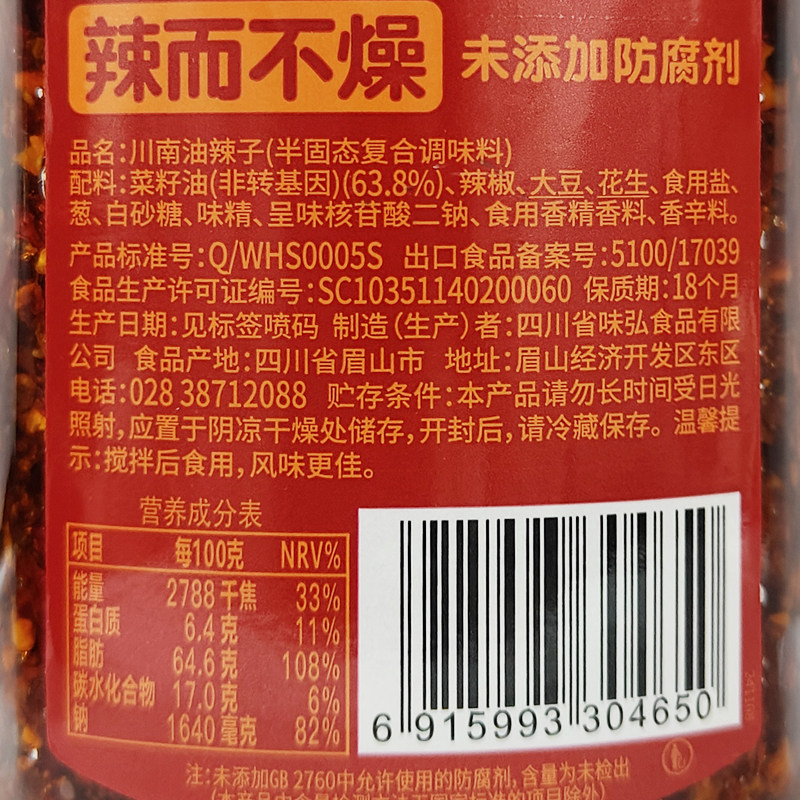 辣而不燥 未添加防腐剂
品名:川南油辣子(半固态复合调味料)
配料:菜籽油(非转基因)(63.8%)、辣椒、大豆、花生、食用盐、
葱、白砂糖、味精、呈味核苷酸二钠、食用香精香料、香辛料。
产品标准号:Q/WHS0005S 出口食品备案号:5100/17039
食品生产许可证编号:SC10351140200060 保质期:18个月
生产日期:见标签喷码 制造(生产)者:四川省味弘食品有限
公司 食品产地:四川省眉山市 地址:眉山经济开发区东区
电话:028 38712088 贮存条件:本产品请勿长时间受日光
照射,应置于阴凉干燥处储存,开封后,请冷藏保存。温馨提
示:搅拌后食用,风味更佳。
营养成分表
项目 每100克 NRV%
能量 2788千焦 33%
蛋白质 6.4克 11%
脂肪 64.6克 108%
碳水化合物 17.0克 6%
钠 1640毫克 82%
6 915993 304650
注:未添加GB 2760中允许使用的防腐剂,含量为未检出